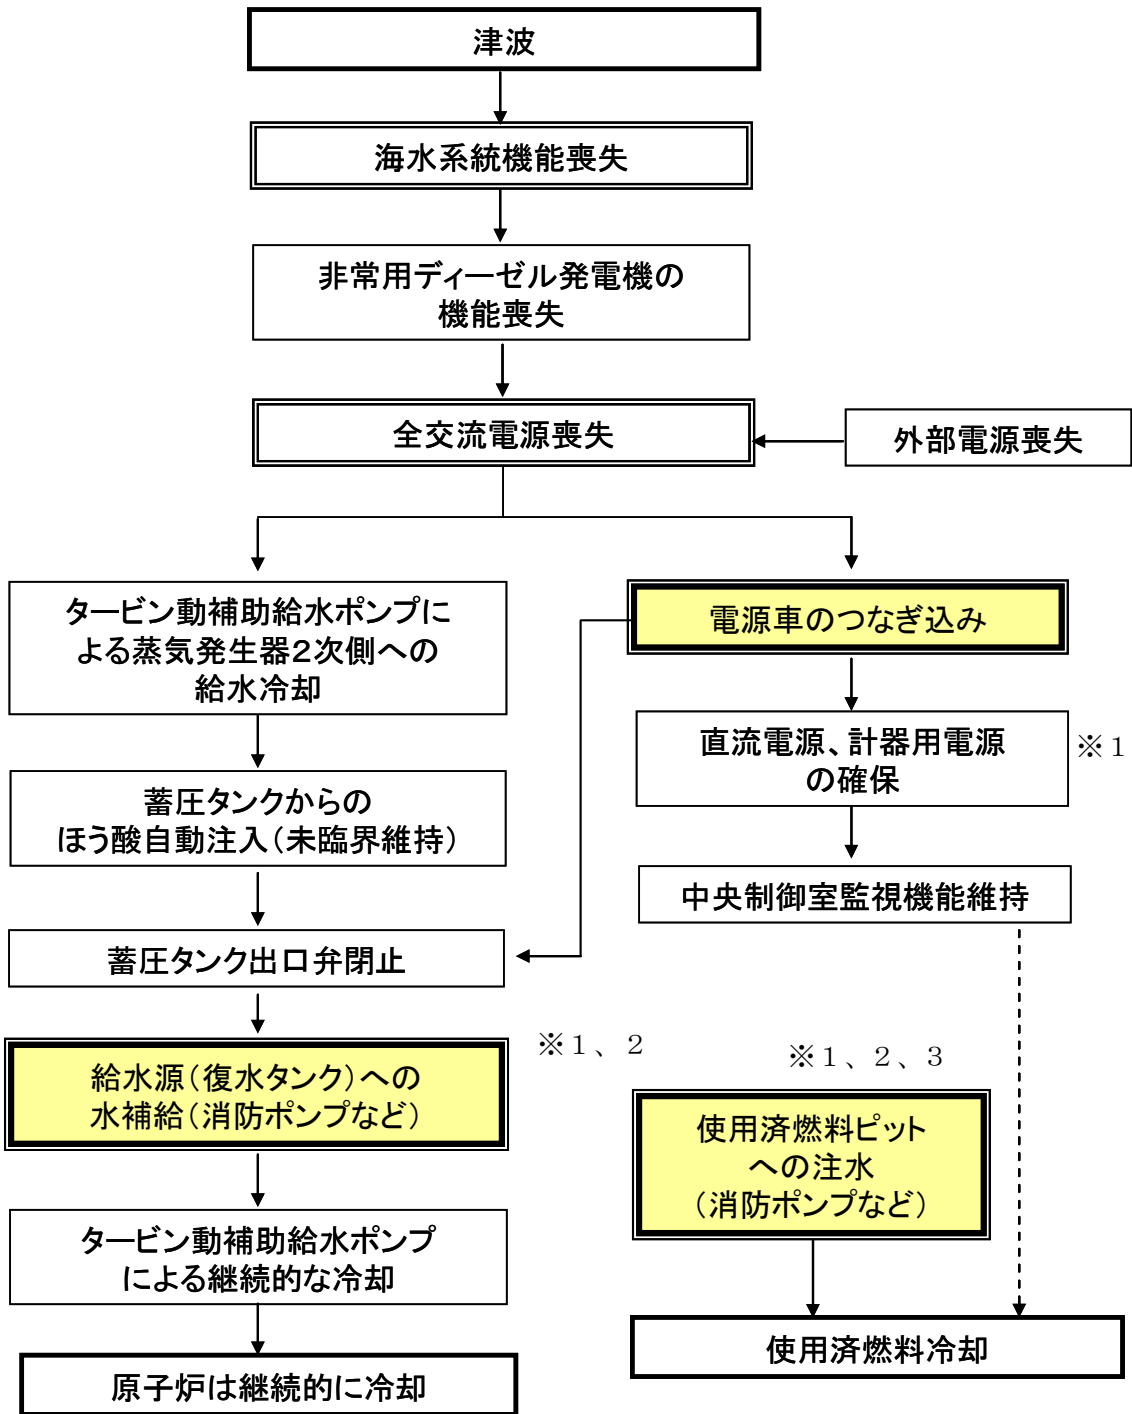 津波
海水系統機能喪失
非常用ディーゼル発電機の
機能喪失
全交流電源喪失
外部電源喪失
タービン動補助給水ポンプに
よる蒸気発生器2次側への
給水冷却
電源車のつなぎ込み
直流電源、計器用電源
の確保
※1
蓄圧タンクからの
ほう酸自動注入(未臨界維持)
中央制御室監視機能維持
蓄圧タンク出口弁閉止
※1、2
給水源(復水タンク)への
水補給(消防ポンプなど)
※1、2、3
使用済燃料ピット
への注水
(消防ポンプなど)
タービン動補助給水ポンプ
による継続的な冷却
使用済燃料冷却
原子炉は継続的に冷却